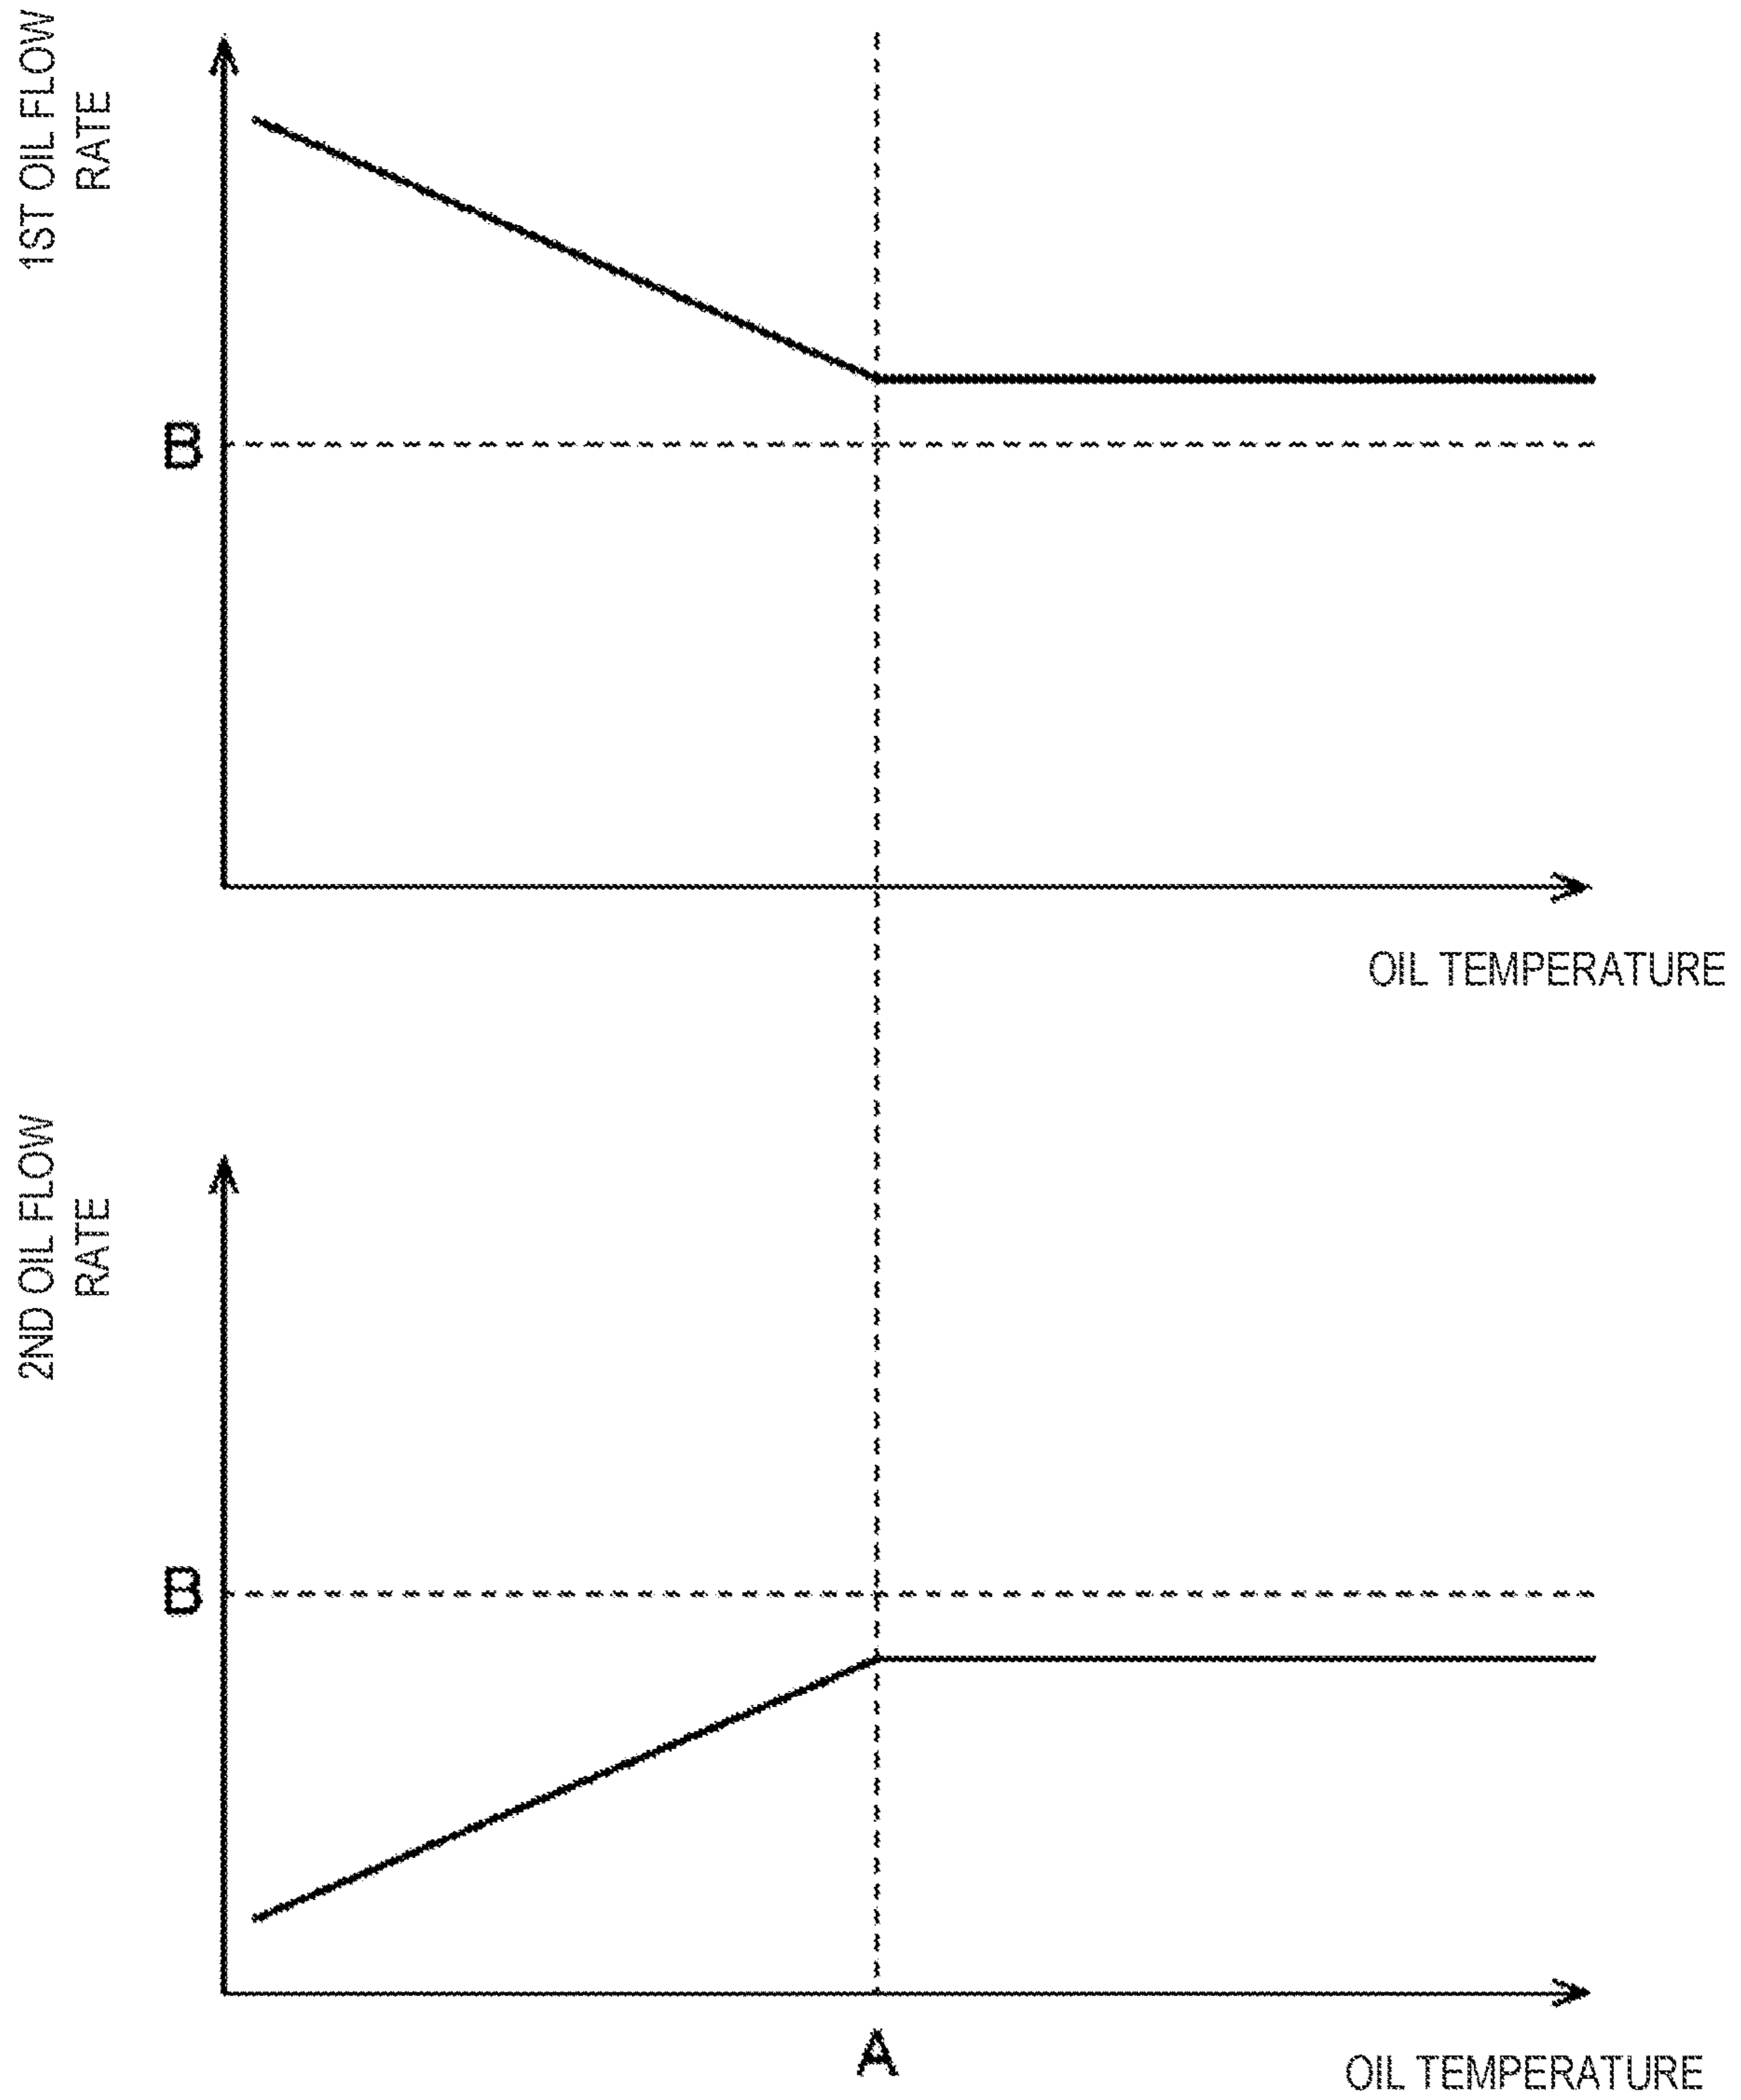 1ST OIL FLOW
RATE
B
OIL TEMPERATURE
2ND OIL FLOW
RATE
B
A
OIL TEMPERATURE